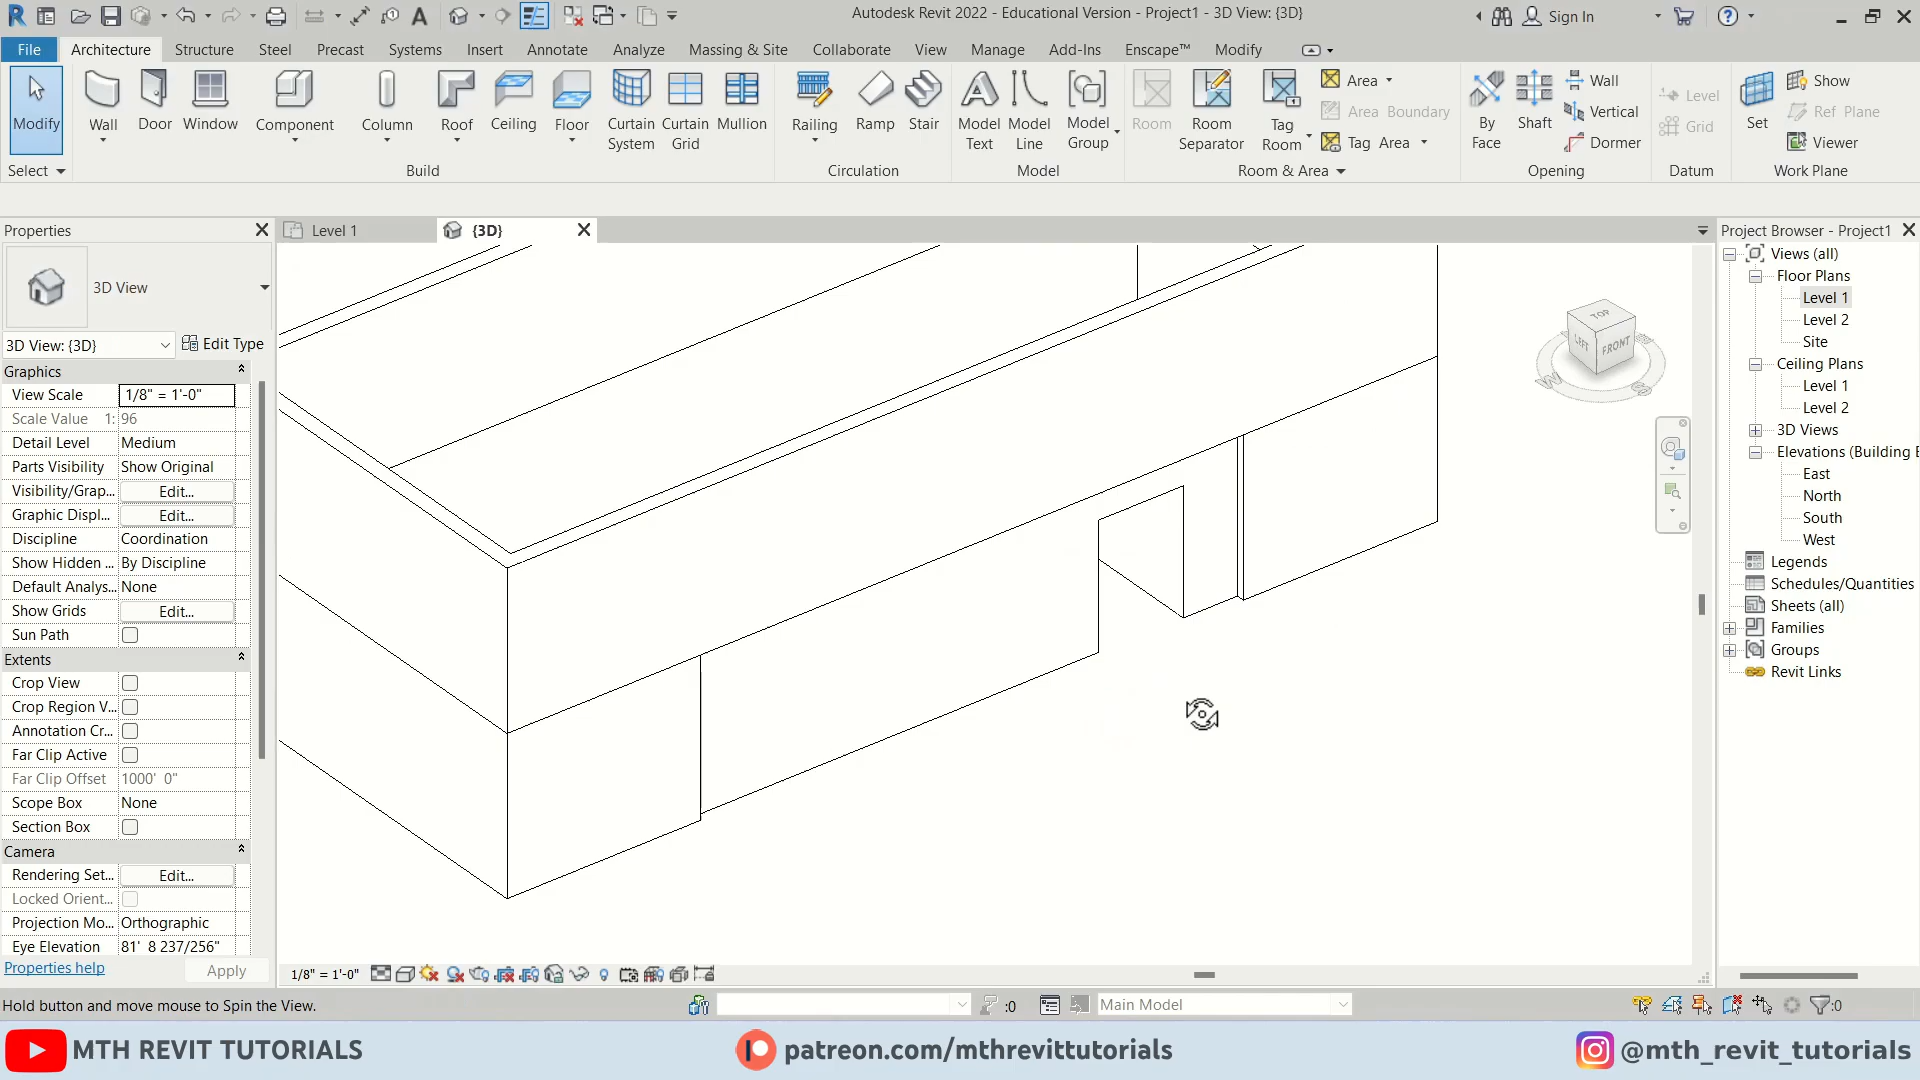 Autodesk Revit 2022 - Educational Version - Project1 - 3D View: {3D}
Sign In
File Architecture Structure Steel Precast Systems Insert Annotate Analyze Massing & Site Collaborate View Manage Add-Ins Enscape™ Modify
Modify
Wall
Door
Window
Component
Column
Roof
Ceiling
Floor
Curtain System
Curtain Grid
Mullion
Railing
Ramp
Stair
Model Text
Model Line
Model Group
Room
Room Separator
Tag Room
Area
Area Boundary
Tag Area
By Face
Shaft
Wall
Vertical
Dormer
Level
Grid
Set
Show
Ref Plane
Viewer
Select
Build
Circulation
Model
Room & Area
Opening
Datum
Work Plane
Properties
3D View
3D View: {3D}
Edit Type
Graphics
View Scale 1/8" = 1'-0"
Scale Value 1: 96
Detail Level Medium
Parts Visibility Show Original
Visibility/Grap... Edit...
Graphic Displ... Edit...
Discipline Coordination
Show Hidden ... By Discipline
Default Analys... None
Show Grids Edit...
Sun Path
Extents
Crop View
Crop Region V...
Annotation Cr...
Far Clip Active
Far Clip Offset 1000' 0"
Scope Box None
Section Box
Camera
Rendering Set... Edit...
Locked Orient...
Projection Mo... Orthographic
Eye Elevation 81' 8 237/256"
Properties help
Apply
Level 1
{3D}
TOP
LEFT
FRONT
W
S
1/8" = 1'-0"
Project Browser - Project1
Views (all)
Floor Plans
Level 1
Level 2
Site
Ceiling Plans
Level 1
Level 2
3D Views
Elevations (Building E
East
North
South
West
Legends
Schedules/Quantities
Sheets (all)
Families
Groups
Revit Links
Hold button and move mouse to Spin the View.
:0
Main Model
:0
MTH REVIT TUTORIALS
patreon.com/mthrevittutorials
@mth_revit_tutorials